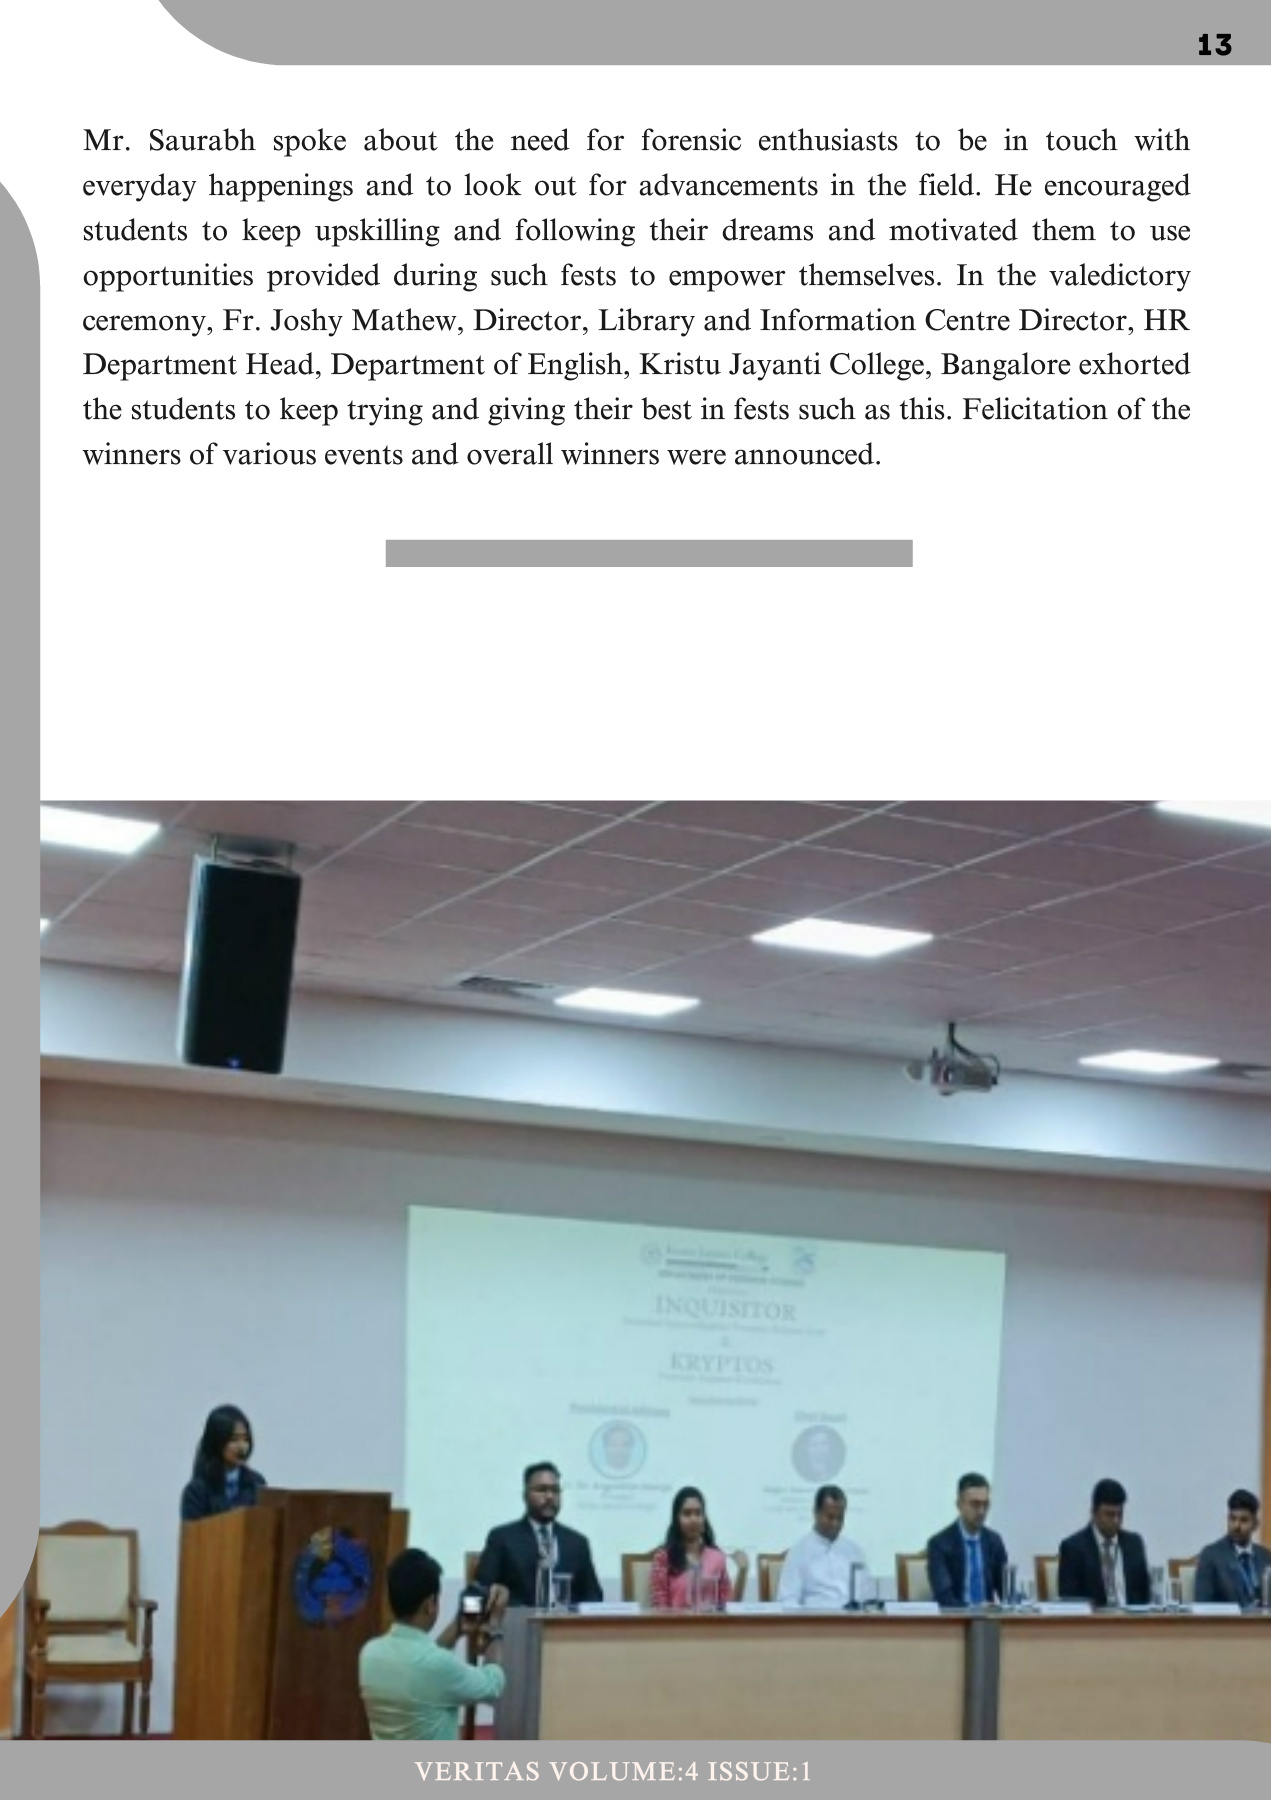 13
Mr. Saurabh spoke about the need for forensic enthusiasts to be in touch with
everyday happenings and to look out for advancements in the field. He encouraged
students to keep upskilling and following their dreams and motivated them to use
opportunities provided during such fests to empower themselves. In the valedictory
ceremony, Fr. Joshy Mathew, Director, Library and Information Centre Director, HR
Department Head, Department of English, Kristu Jayanti College, Bangalore exhorted
the students to keep trying and giving their best in fests such as this. Felicitation of the
winners of various events and overall winners were announced.
Kristu Jayanti College
INQUISITOR
&
KRYPTOS
VERITAS VOLUME:4 ISSUE:1